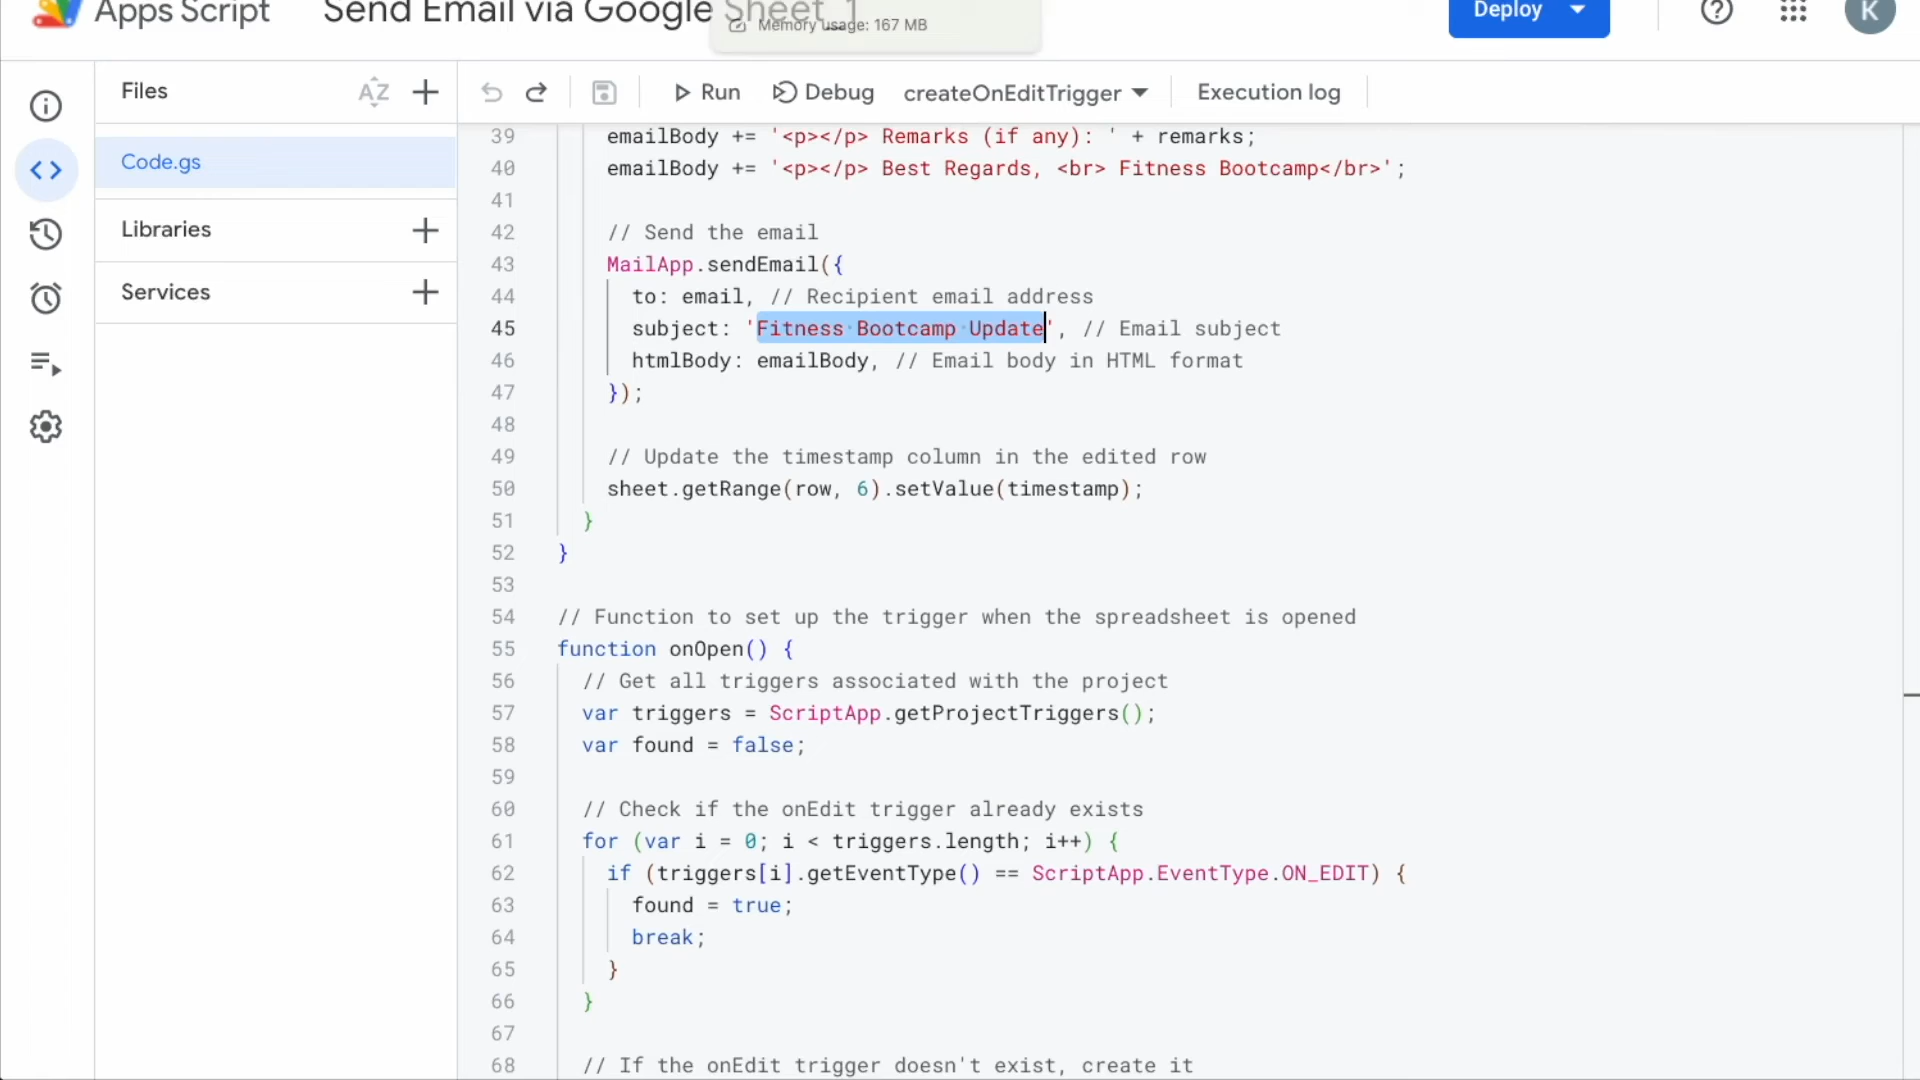 Apps Script Send Email via Google Sheet_1
Memory usage: 167 MB
Deploy
K
Files
Run Debug createOnEditTrigger Execution log
Code.gs
Libraries
Services
39 emailBody += '<p></p> Remarks (if any): ' + remarks;
40 emailBody += '<p></p> Best Regards, <br> Fitness Bootcamp</br>';
41
42 // Send the email
43 MailApp.sendEmail({
44 to: email, // Recipient email address
45 subject: 'Fitness Bootcamp Update', // Email subject
46 htmlBody: emailBody, // Email body in HTML format
47 });
48
49 // Update the timestamp column in the edited row
50 sheet.getRange(row, 6).setValue(timestamp);
51 }
52 }
53
54 // Function to set up the trigger when the spreadsheet is opened
55 function onOpen() {
56 // Get all triggers associated with the project
57 var triggers = ScriptApp.getProjectTriggers();
58 var found = false;
59
60 // Check if the onEdit trigger already exists
61 for (var i = 0; i < triggers.length; i++) {
62 if (triggers[i].getEventType() == ScriptApp.EventType.ON_EDIT) {
63 found = true;
64 break;
65 }
66 }
67
68 // If the onEdit trigger doesn't exist, create it